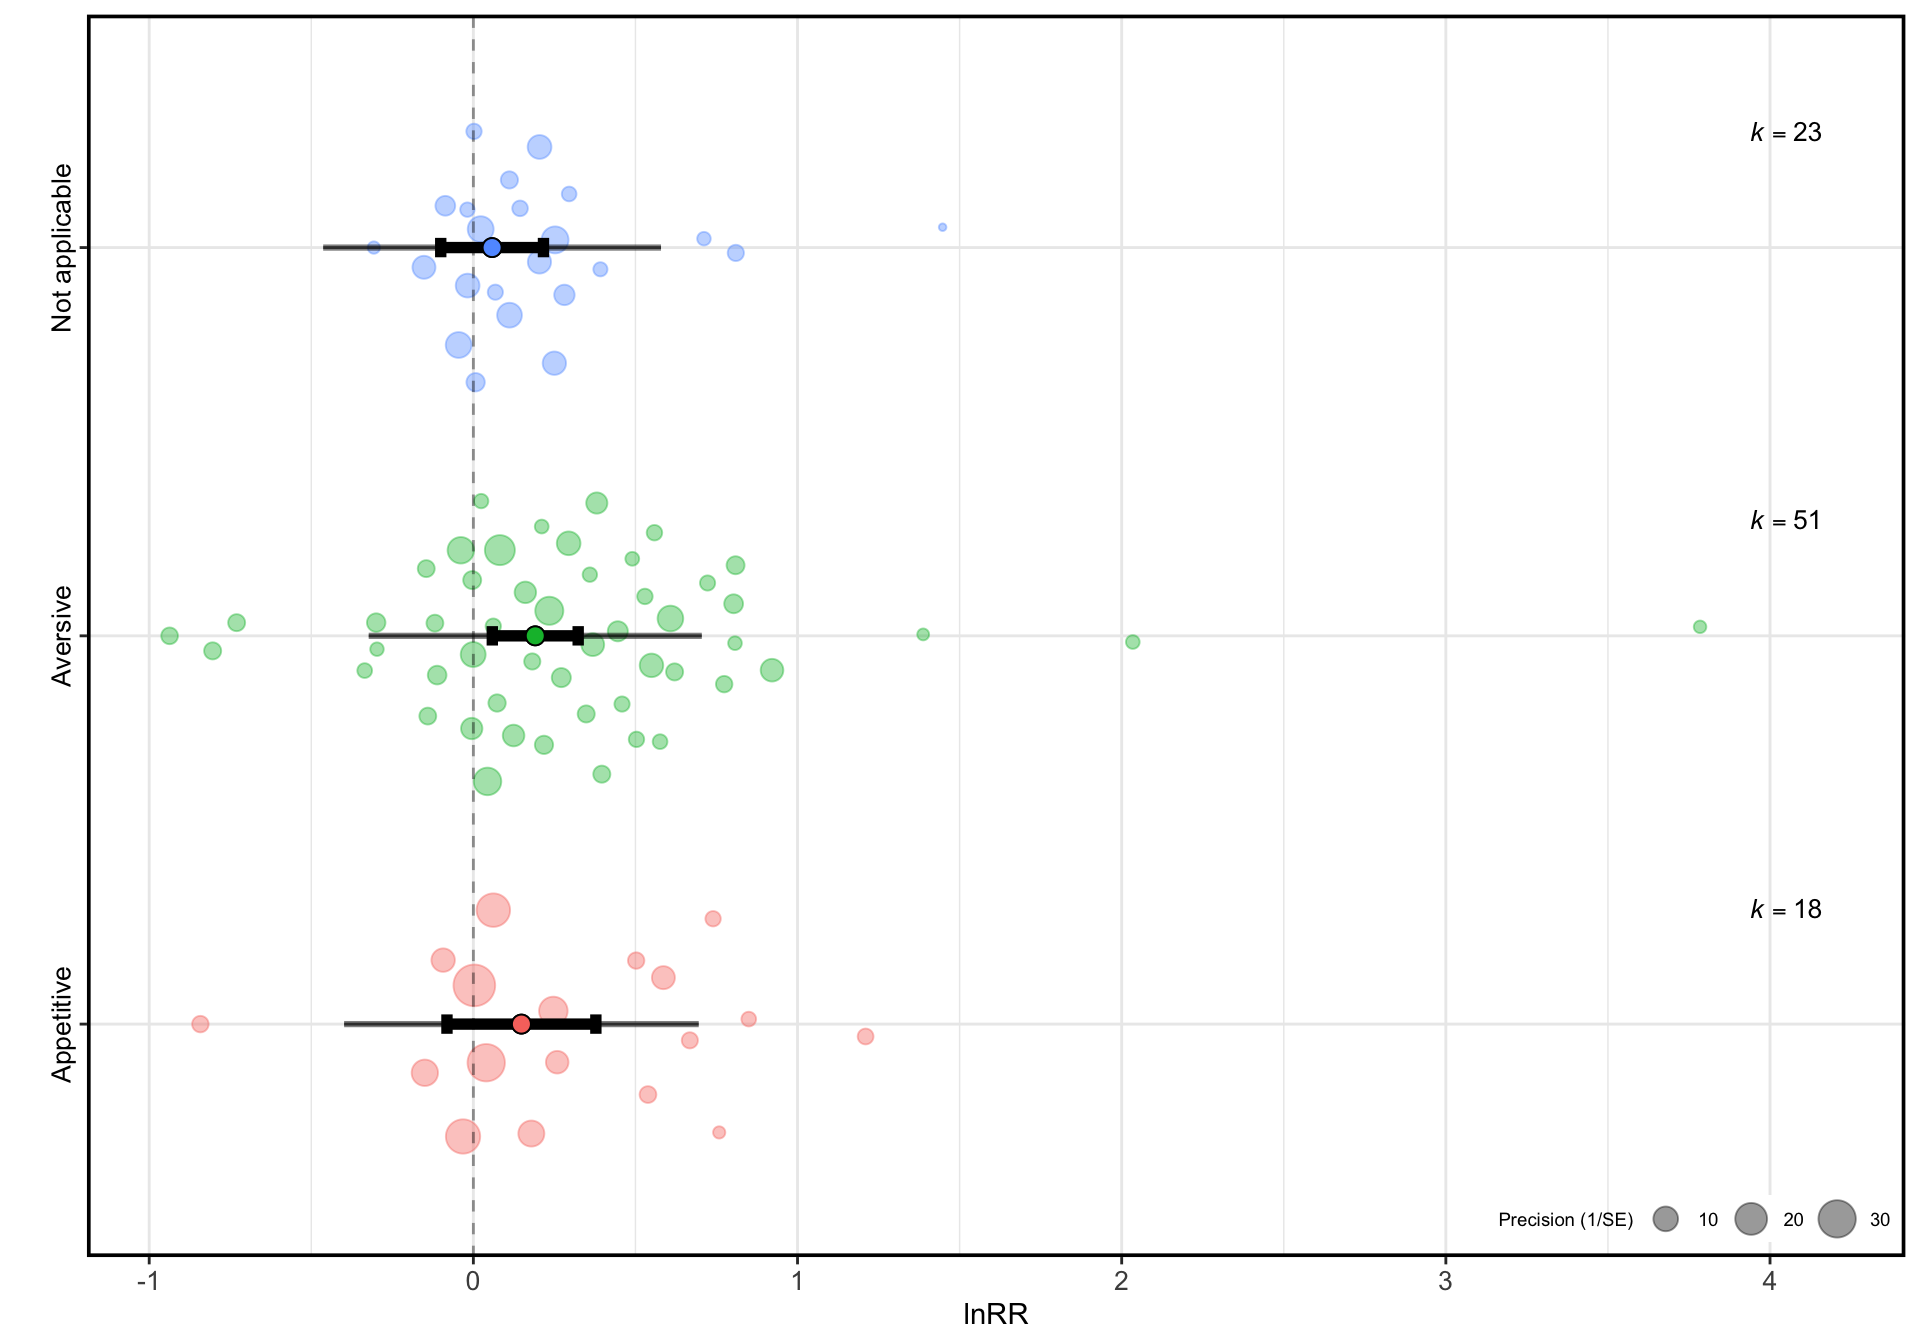 Not applicable
k = 23
Aversive
k = 51
Appetitive
k = 18
Precision (1/SE) 10 20 30
-1 0 1 2 3 4
lnRR